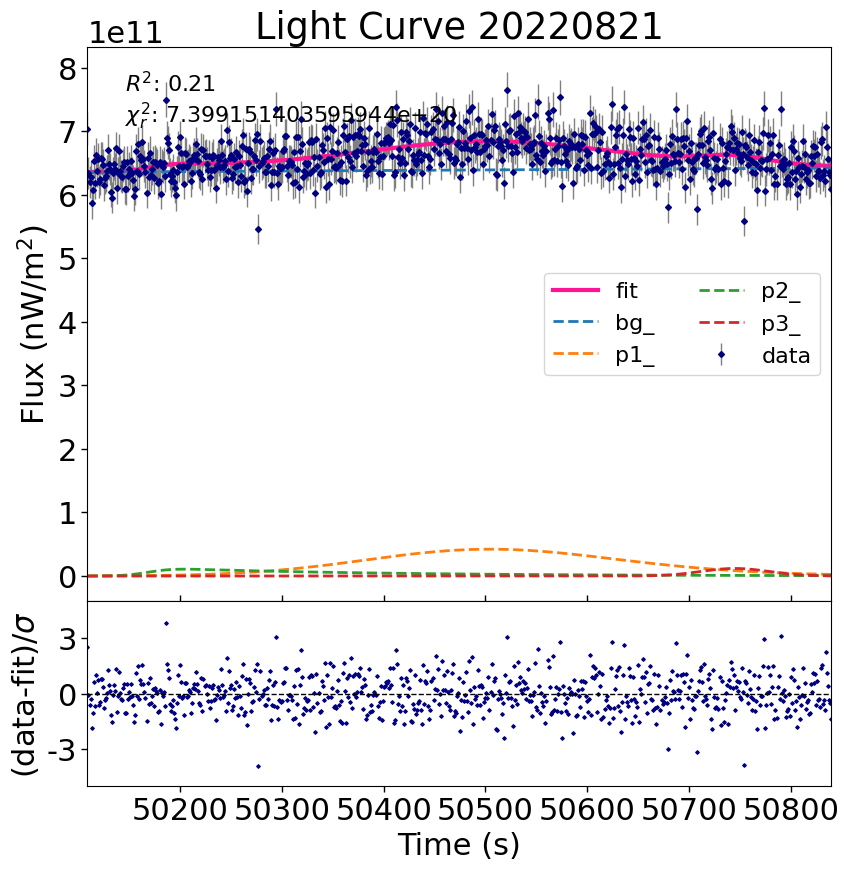 Light Curve 20220821
1e11
R²: 0.21
χ²ᵣ: 7.399151403595944e+20
8
7
6
5
4
3
2
1
0
Flux (nW/m²)
fit
bg_
p1_
p2_
p3_
data
3
0
-3
(data-fit)/σ
50200 50300 50400 50500 50600 50700 50800
Time (s)